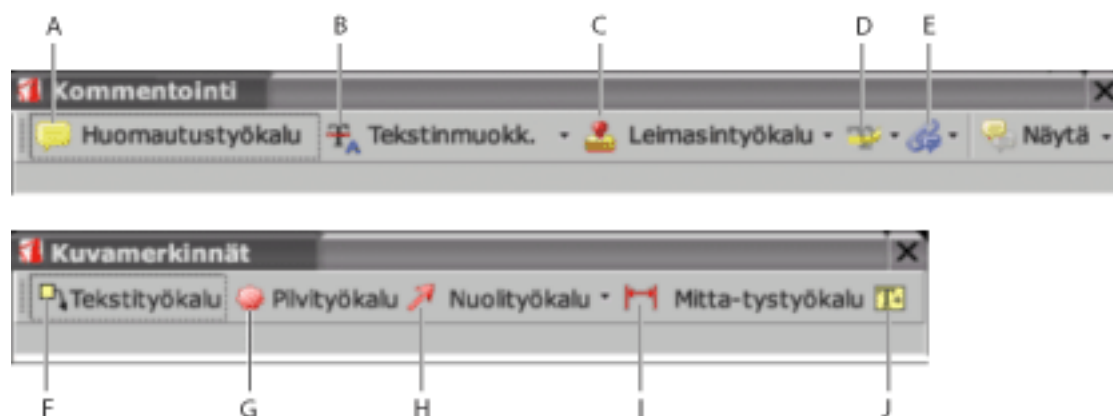 A B C D E
Kommentointi
Huomautustyökalu Tekstinmuokk. Leimasintyökalu Näytä
Kuvamerkinnät
Tekstityökalu Pilvityökalu Nuolityökalu Mitta-tystyökalu
F G H I J